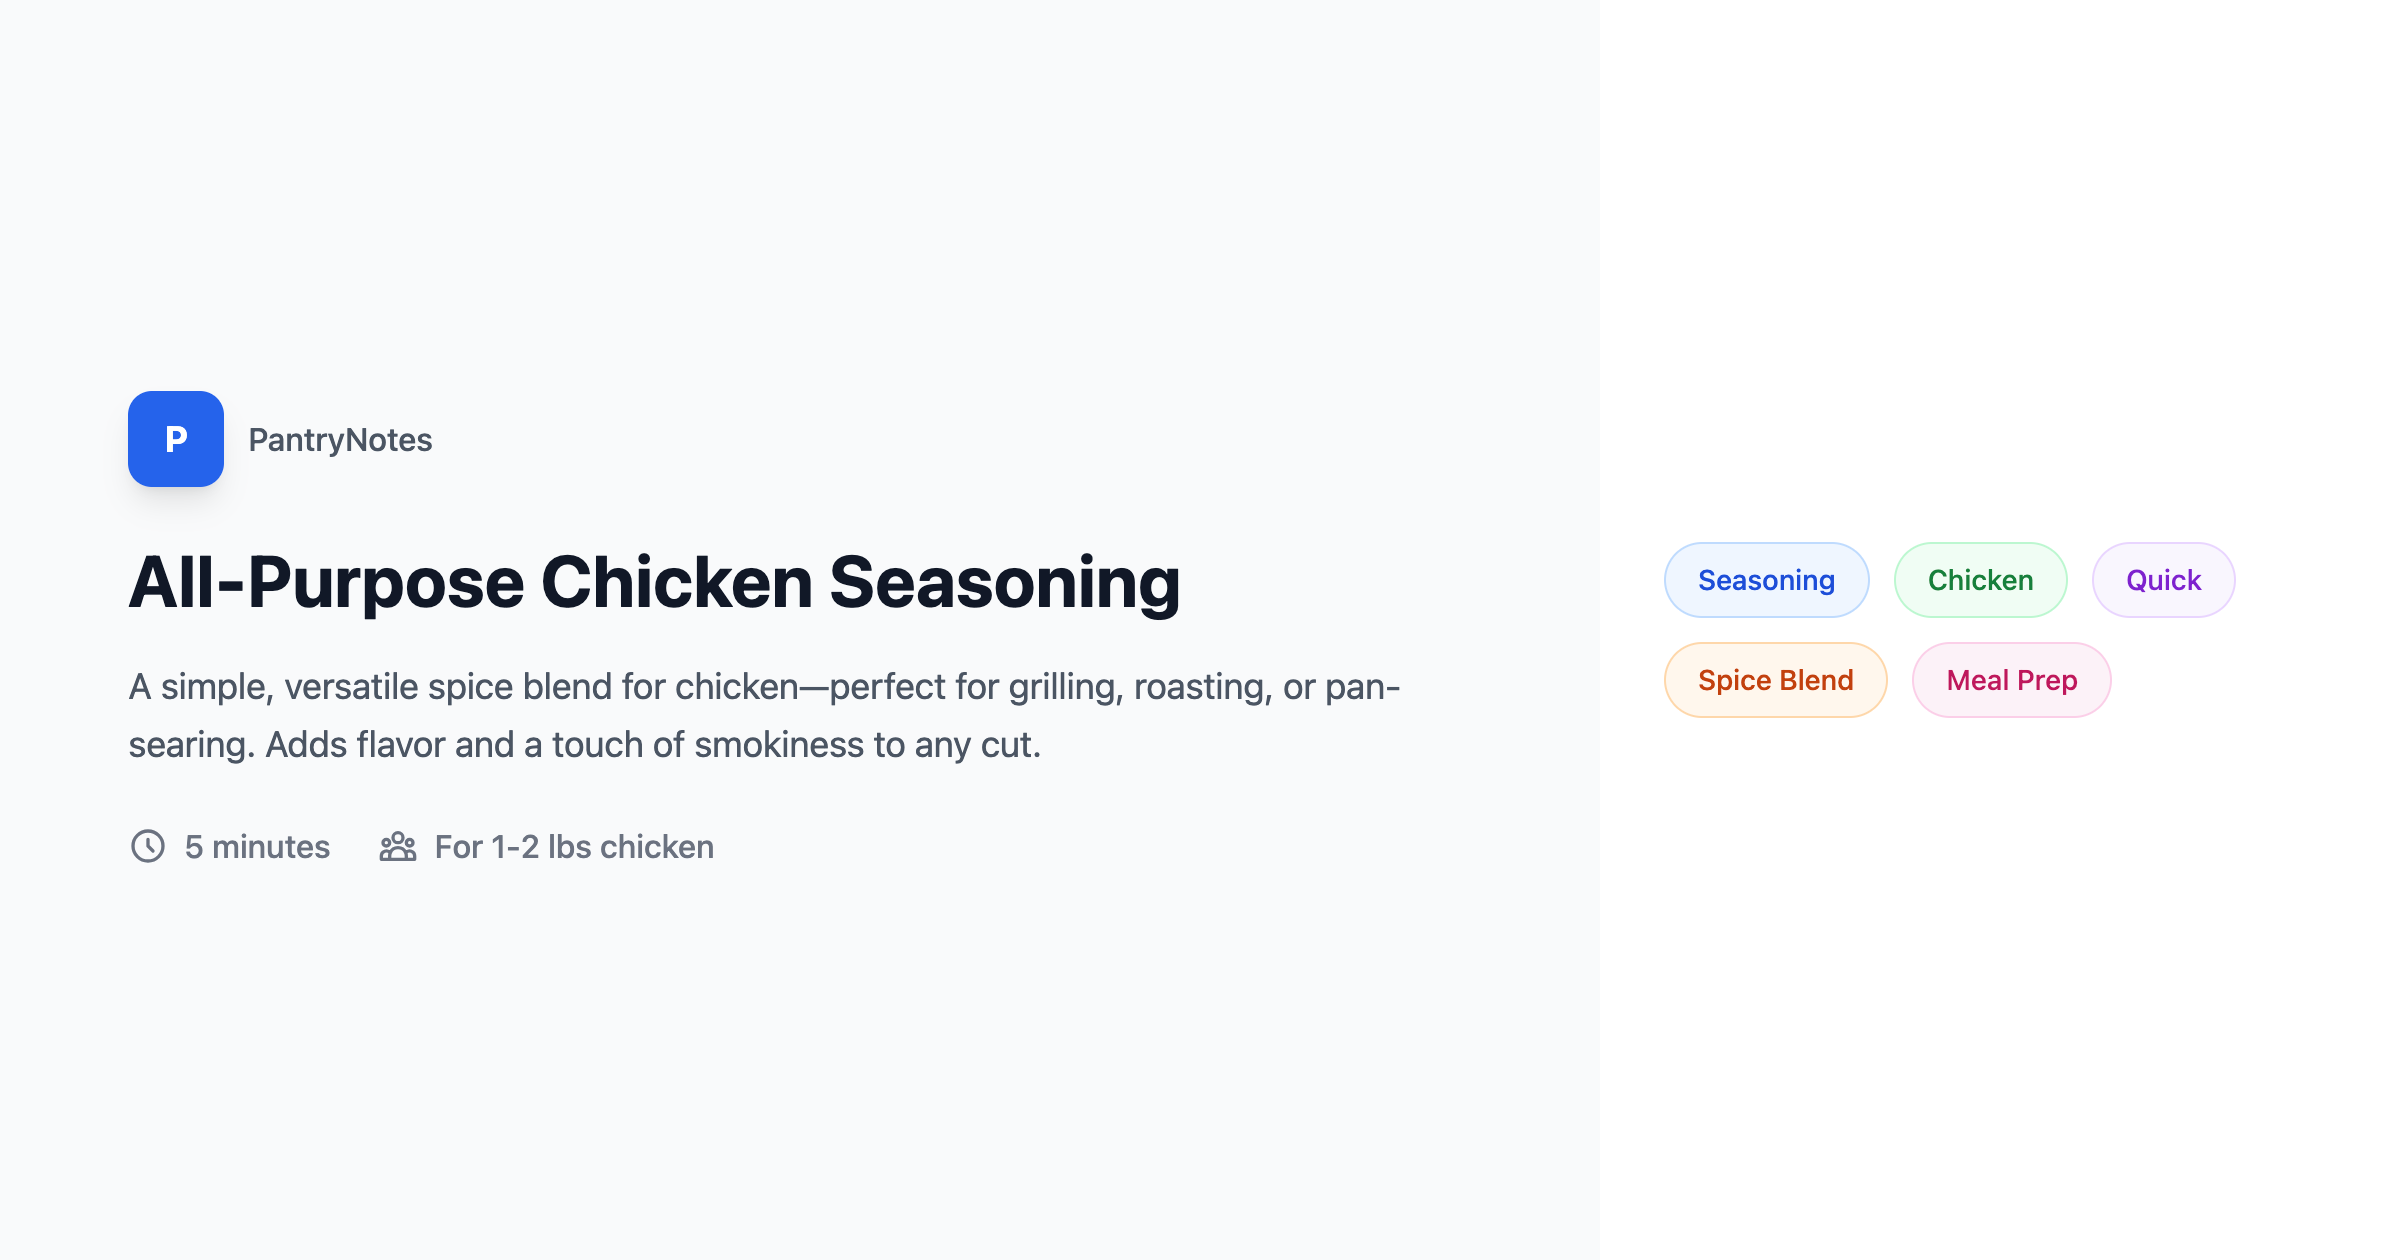 P
PantryNotes
All-Purpose Chicken Seasoning
A simple, versatile spice blend for chicken—perfect for grilling, roasting, or pan-
searing. Adds flavor and a touch of smokiness to any cut.
5 minutes
For 1-2 lbs chicken
Seasoning
Chicken
Quick
Spice Blend
Meal Prep